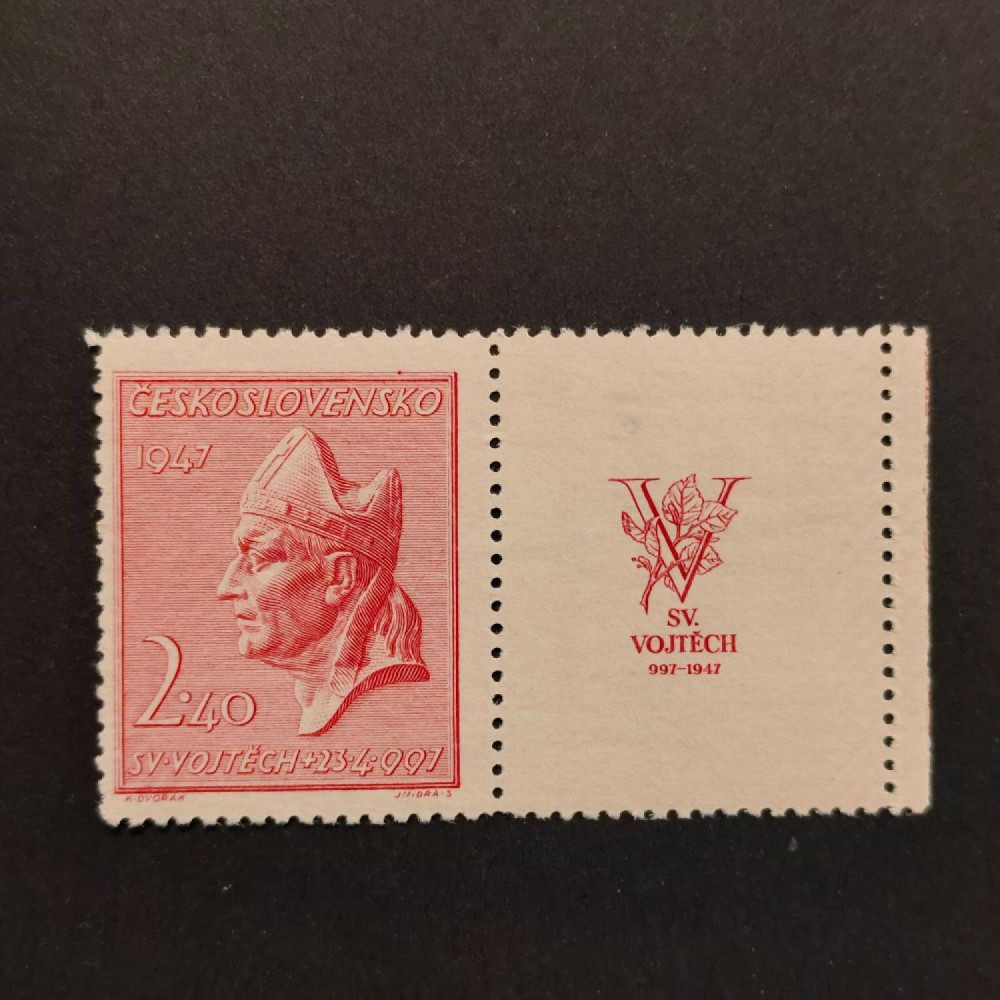 ČESKOSLOVENSKO
1947
2.40
SV·VOJTĚCH+23·4·997
K·DVOŘÁK
V
SV.
VOJTĚCH
997–1947